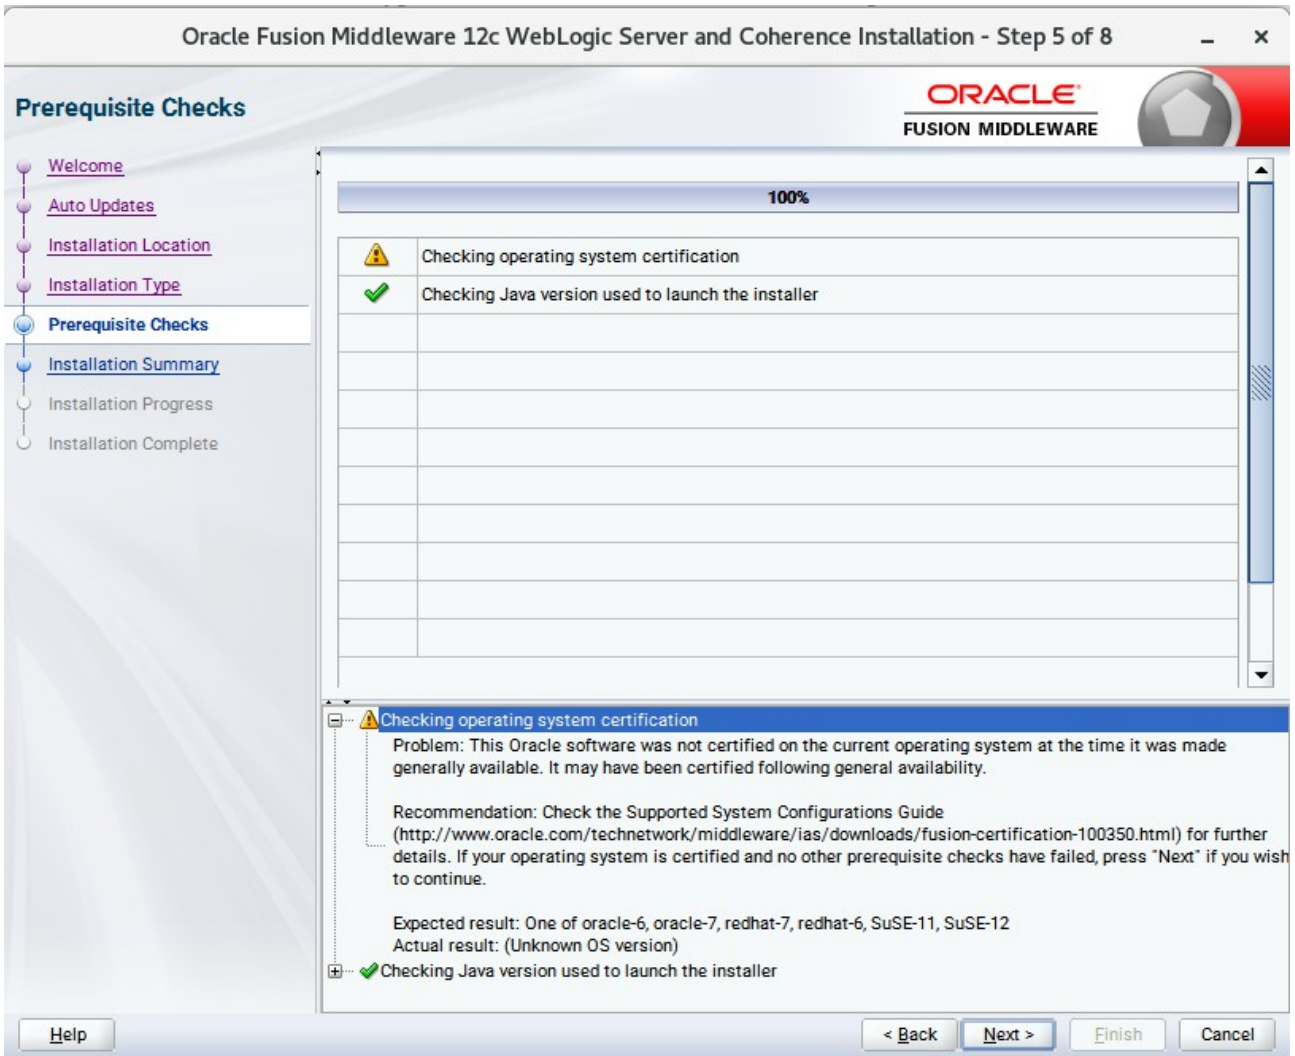 Oracle Fusion Middleware 12c WebLogic Server and Coherence Installation - Step 5 of 8
Prerequisite Checks
ORACLE
FUSION MIDDLEWARE
Welcome
Auto Updates
Installation Location
Installation Type
Prerequisite Checks
Installation Summary
Installation Progress
Installation Complete
100%
Checking operating system certification
Checking Java version used to launch the installer
Checking operating system certification
Problem: This Oracle software was not certified on the current operating system at the time it was made
generally available. It may have been certified following general availability.
Recommendation: Check the Supported System Configurations Guide
(http://www.oracle.com/technetwork/middleware/ias/downloads/fusion-certification-100350.html) for further
details. If your operating system is certified and no other prerequisite checks have failed, press "Next" if you wish
to continue.
Expected result: One of oracle-6, oracle-7, redhat-7, redhat-6, SuSE-11, SuSE-12
Actual result: (Unknown OS version)
Checking Java version used to launch the installer
Help
< Back
Next >
Finish
Cancel